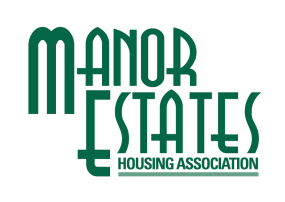 MANOR
ESTATES
HOUSING ASSOCIATION